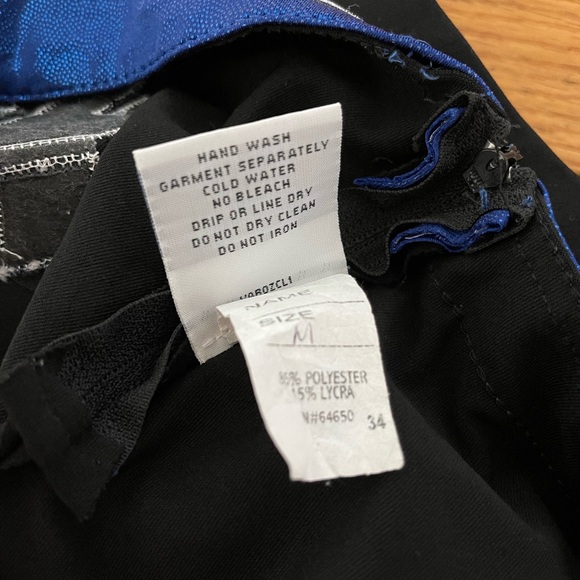 HAND WASH
GARMENT SEPARATELY
COLD WATER
NO BLEACH
DRIP OR LINE DRY
DO NOT DRY CLEAN
DO NOT IRON
NAME
SIZE
M
% POLYESTER
15% LYCRA
N#64650 34